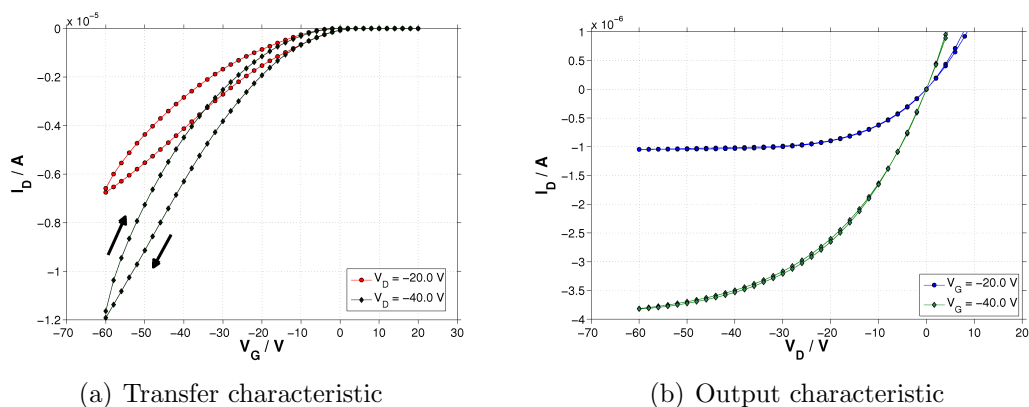 x 10^-5
0
−0.2
−0.4
−0.6
−0.8
−1
−1.2
I_D / A
−70 −60 −50 −40 −30 −20 −10 0 10 20 30
V_G / V
V_D = −20.0 V
V_D = −40.0 V
(a) Transfer characteristic
x 10^-6
1
0.5
0
−0.5
−1
−1.5
−2
−2.5
−3
−3.5
−4
I_D / A
−70 −60 −50 −40 −30 −20 −10 0 10 20
V_D / V
V_G = −20.0 V
V_G = −40.0 V
(b) Output characteristic